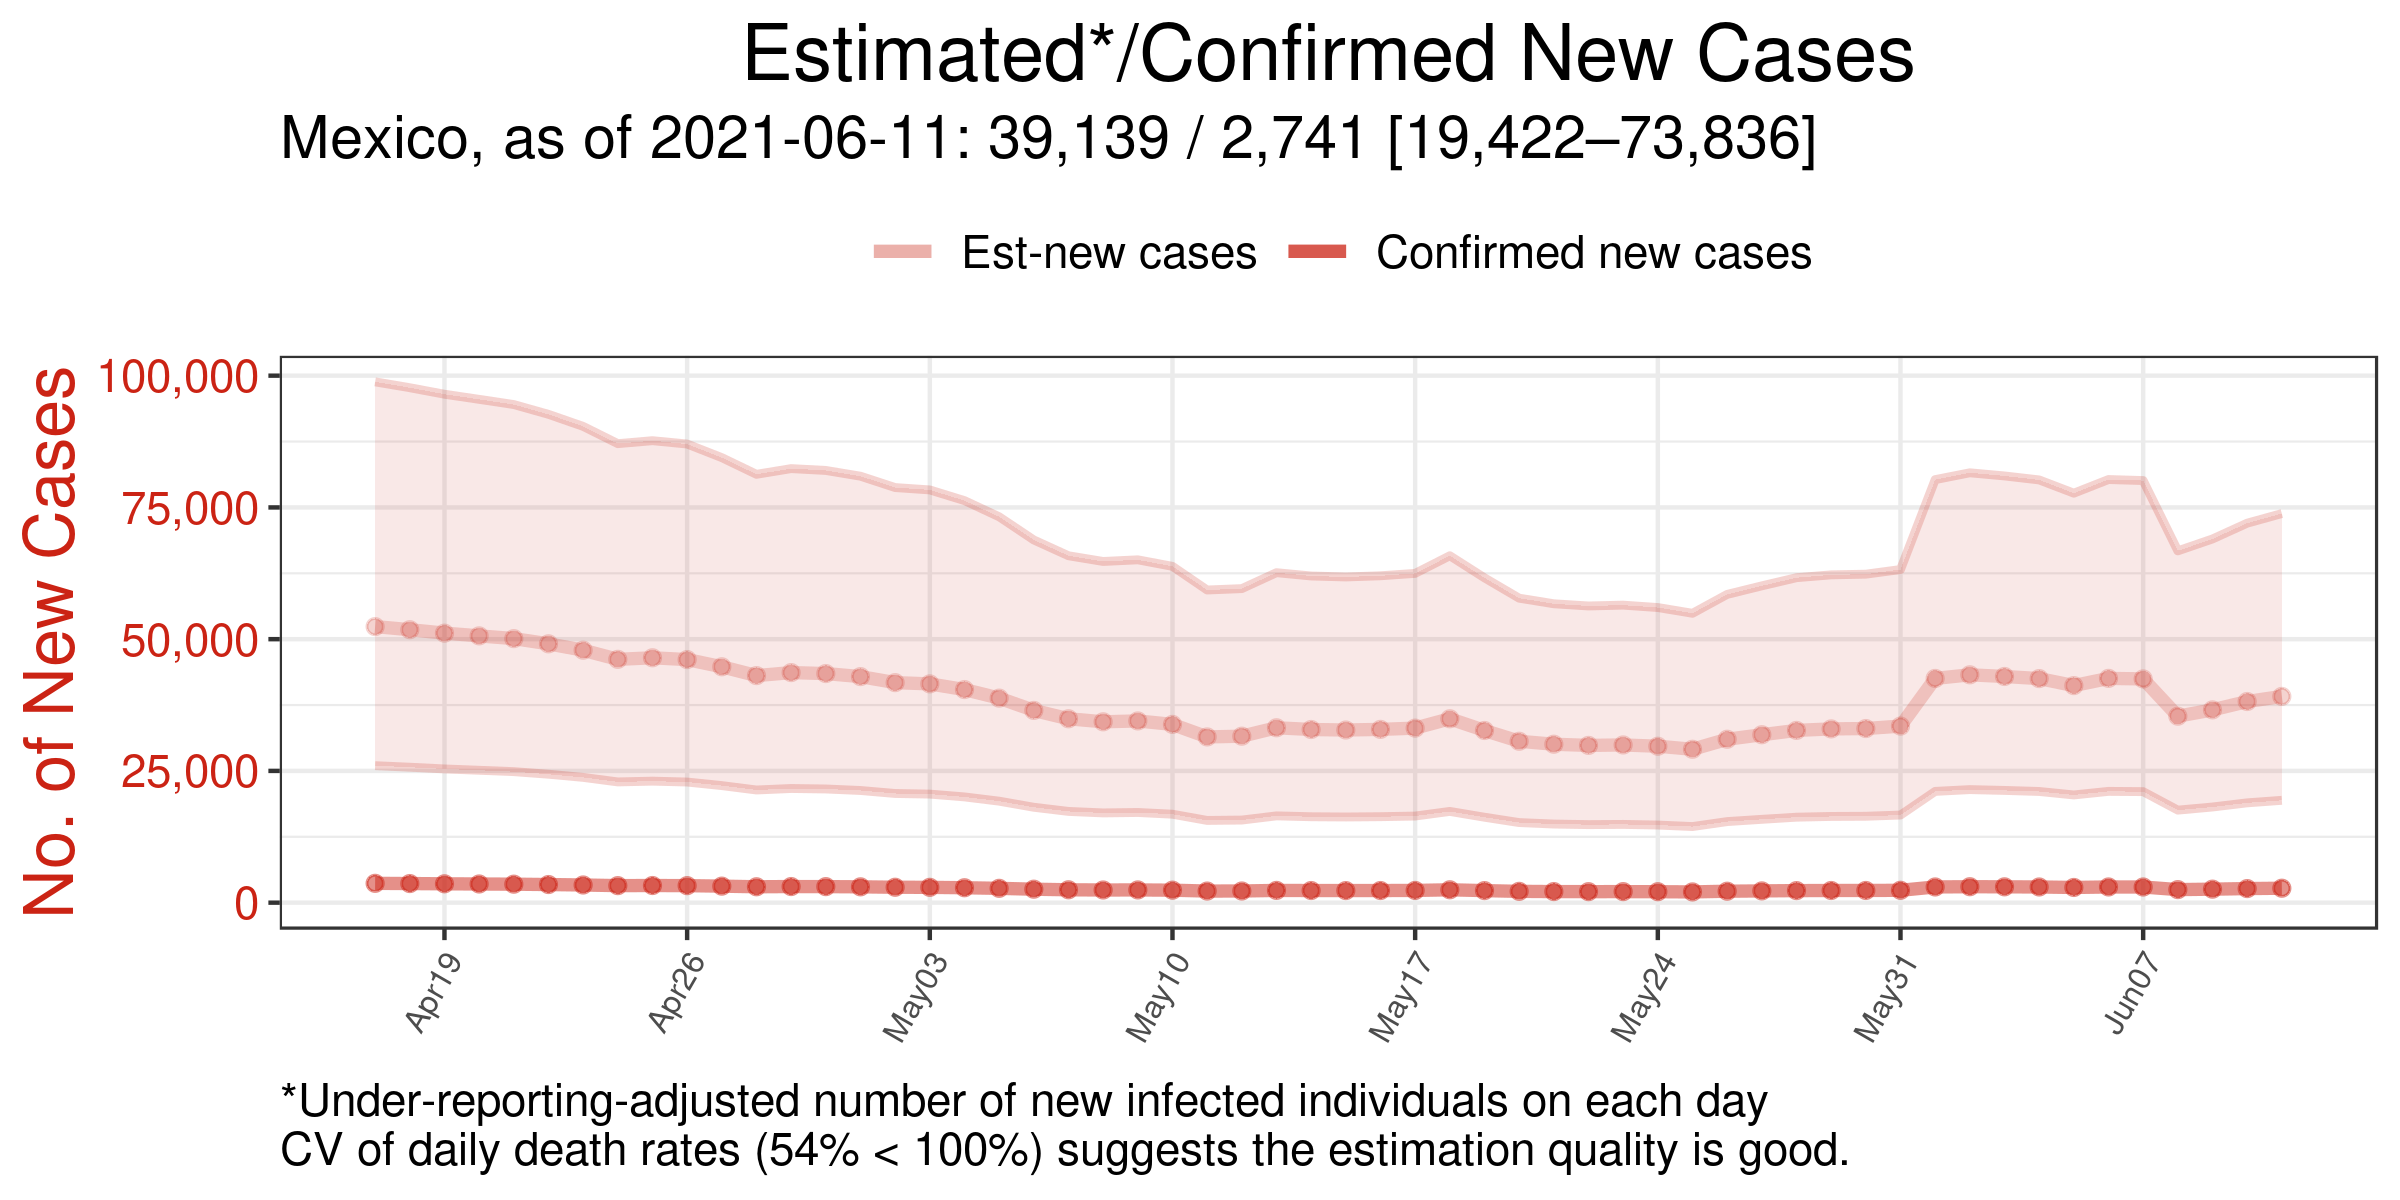 Estimated*/Confirmed New Cases
Mexico, as of 2021-06-11: 39,139 / 2,741 [19,422–73,836]
Est-new cases
Confirmed new cases
No. of New Cases
100,000
75,000
50,000
25,000
0
Apr19
Apr26
May03
May10
May17
May24
May31
Jun07
*Under-reporting-adjusted number of new infected individuals on each day
CV of daily death rates (54% < 100%) suggests the estimation quality is good.